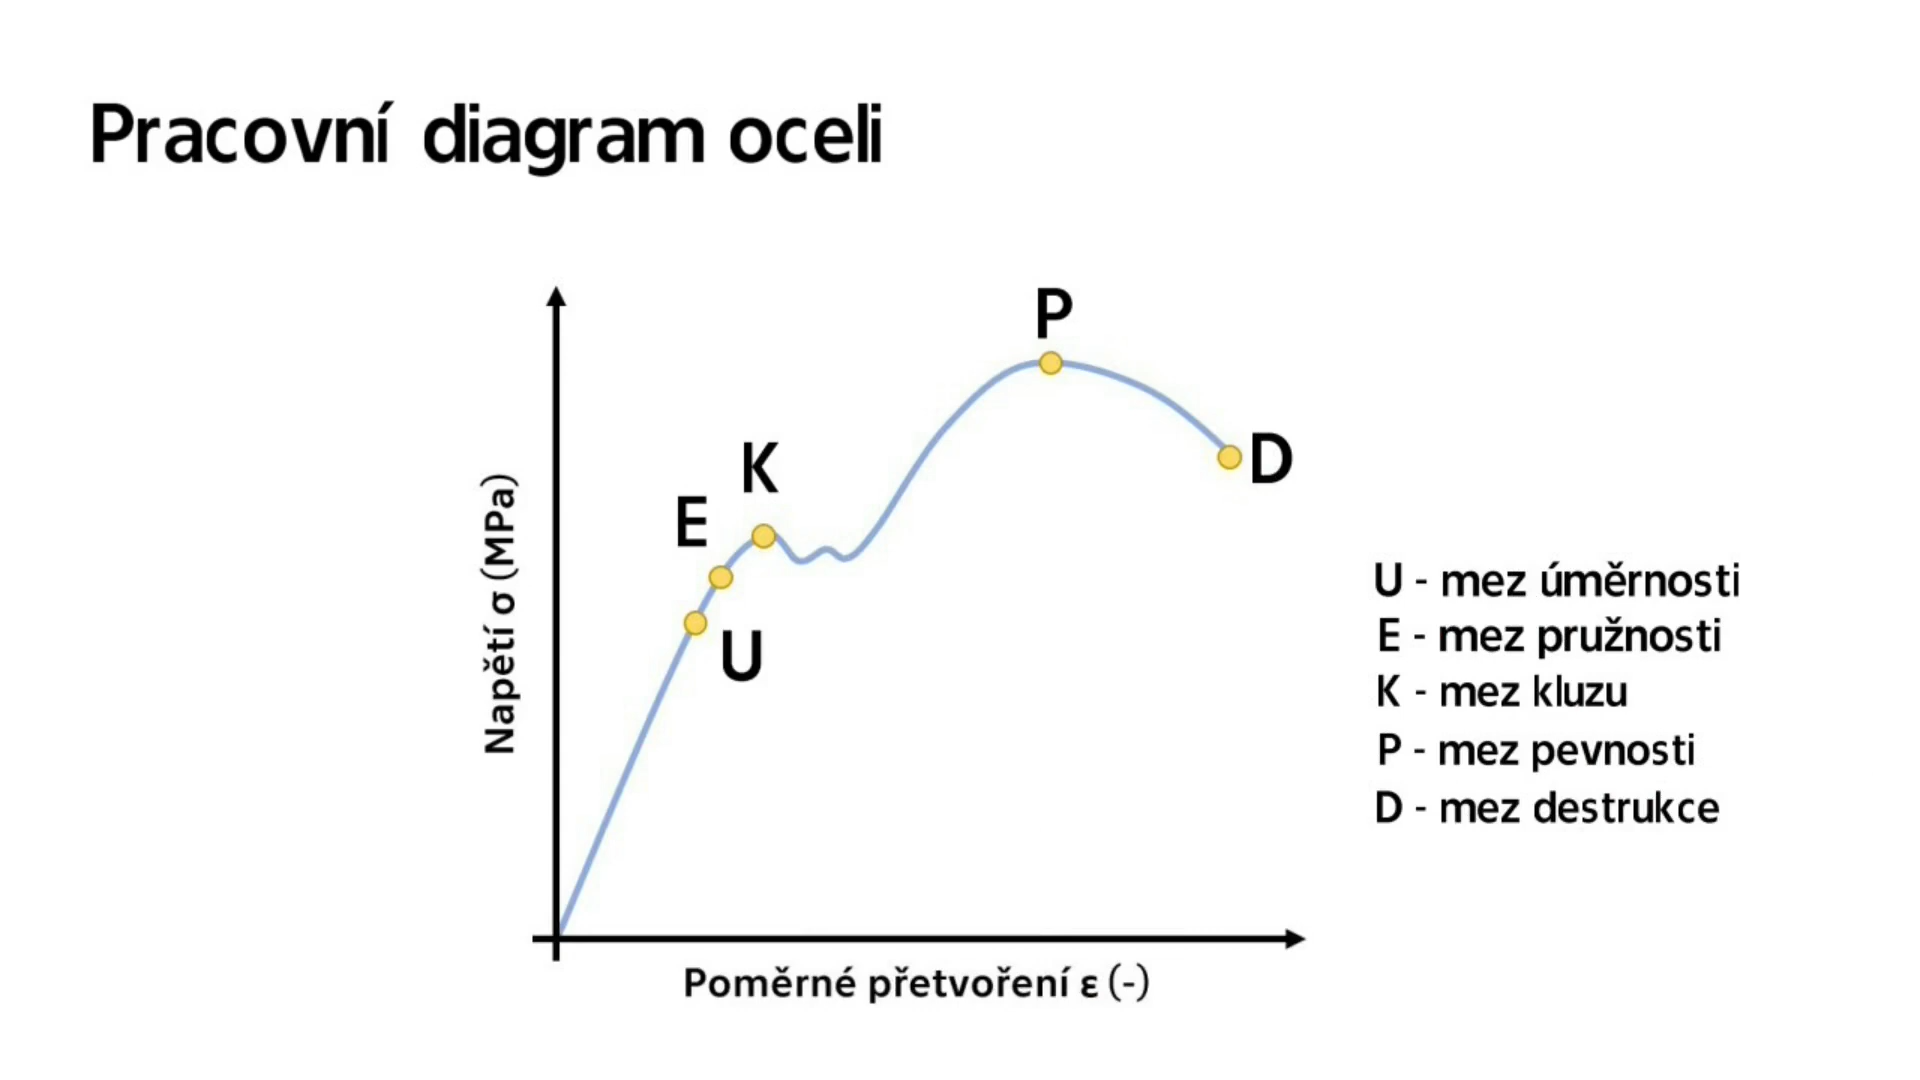 Pracovní diagram oceli
P
K
E
D
U
Napětí σ (MPa)
Poměrné přetvoření ε (-)
U - mez úměrnosti
E - mez pružnosti
K - mez kluzu
P - mez pevnosti
D - mez destrukce